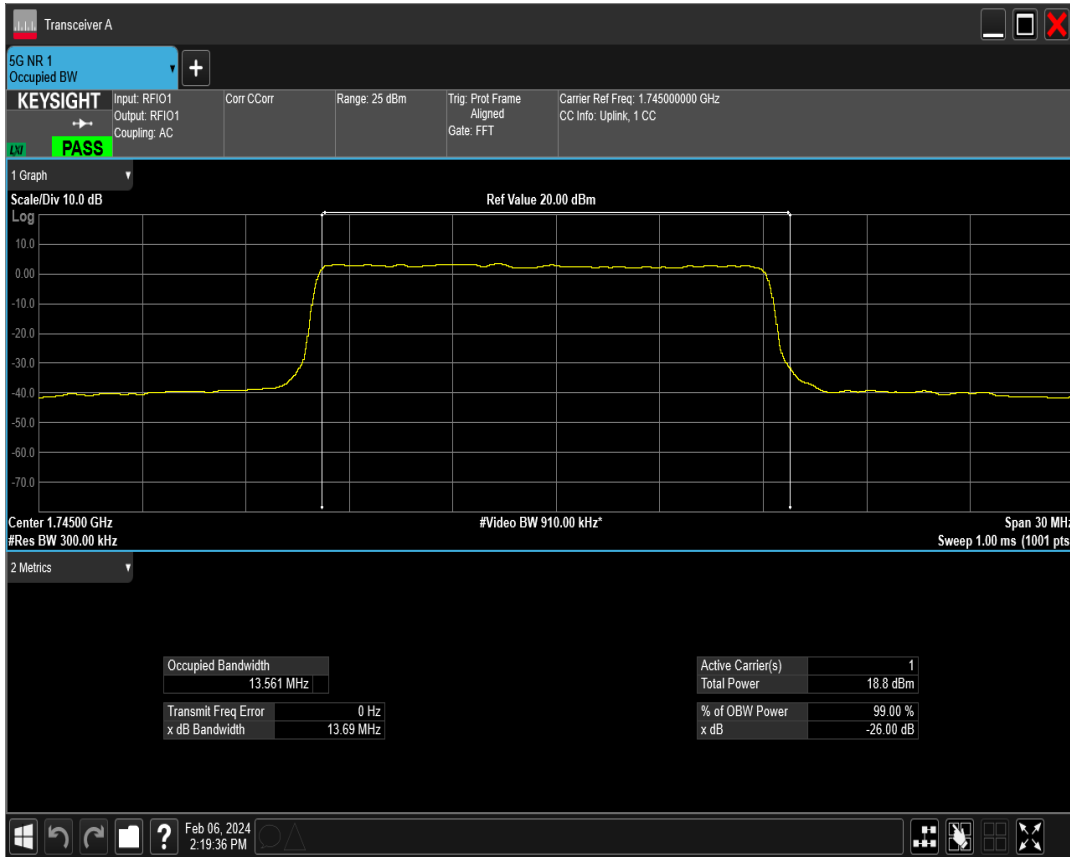 Transceiver A
5G NR 1
Occupied BW
+
KEYSIGHT
LXI
PASS
Input: RFIO1
Output: RFIO1
Coupling: AC
Corr CCorr
Range: 25 dBm
Trig: Prot Frame
Aligned
Gate: FFT
Carrier Ref Freq: 1.745000000 GHz
CC Info: Uplink, 1 CC
1 Graph
Scale/Div 10.0 dB
Ref Value 20.00 dBm
Log
10.0
0.00
-10.0
-20.0
-30.0
-40.0
-50.0
-60.0
-70.0
Center 1.74500 GHz
#Video BW 910.00 kHz*
Span 30 MHz
#Res BW 300.00 kHz
Sweep 1.00 ms (1001 pts
2 Metrics
Occupied Bandwidth
13.561 MHz
Transmit Freq Error 0 Hz
x dB Bandwidth 13.69 MHz
Active Carrier(s) 1
Total Power 18.8 dBm
% of OBW Power 99.00 %
x dB -26.00 dB
?
Feb 06, 2024
2:19:36 PM